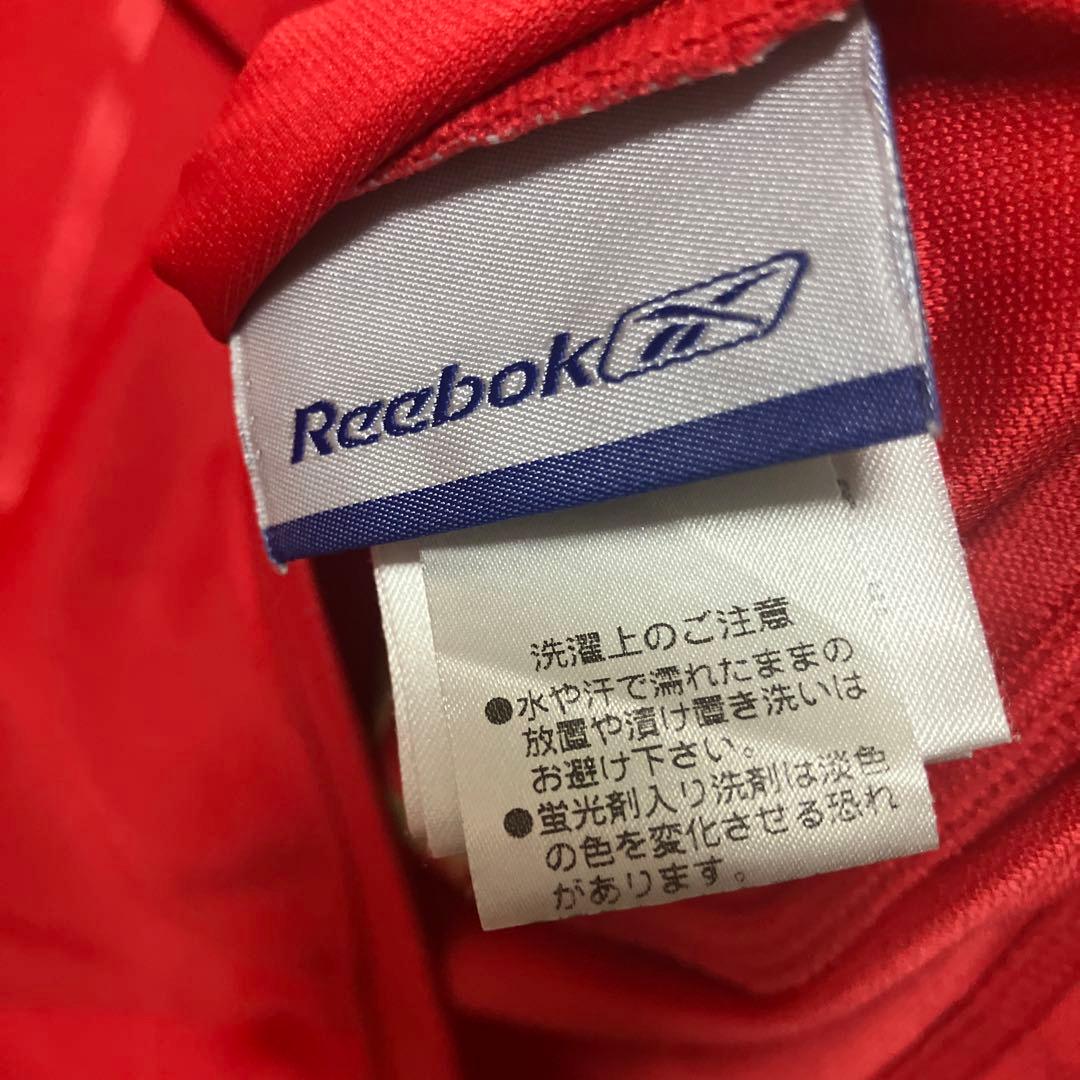 Reebok
洗濯上のご注意
●水や汗で濡れたままの
放置や漬け置き洗いは
お避け下さい。
●蛍光剤入り洗剤は淡色
の色を変化させる恐れ
があります。